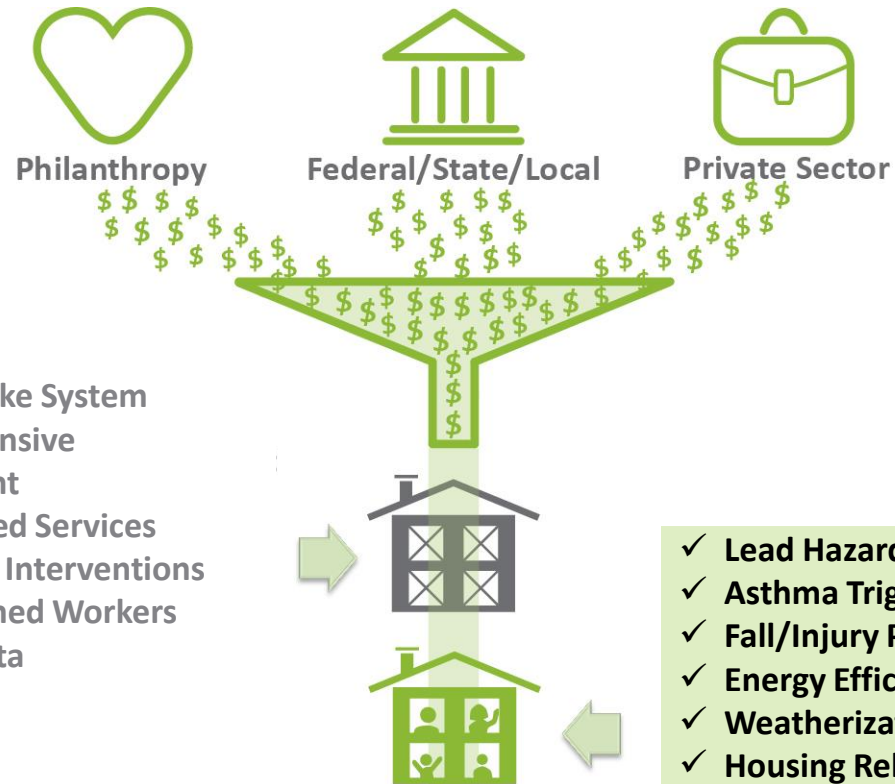 Philanthropy
Federal/State/Local
Private Sector
ke System
nsive
nt
ed Services
Interventions
ned Workers
ta
✓ Lead Hazard
✓ Asthma Trig
✓ Fall/Injury P
✓ Energy Effic
✓ Weatheriza
✓ Housing Reh